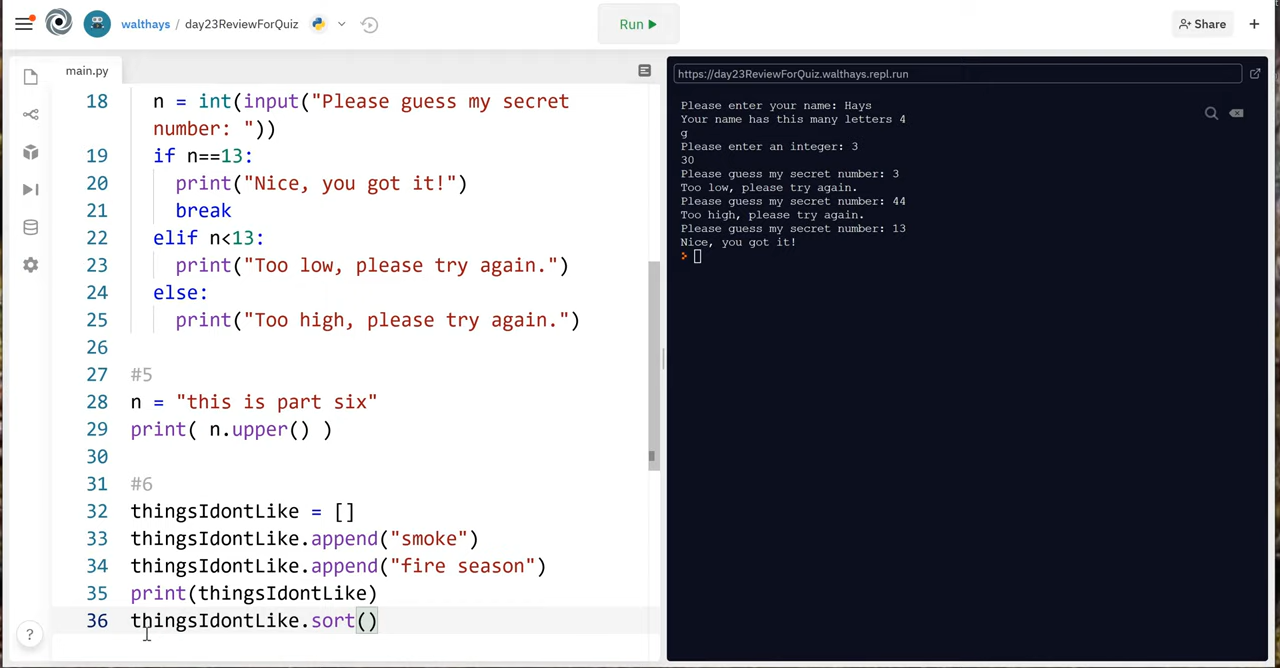 walthays / day23ReviewForQuiz
Run
Share
main.py
18 n = int(input("Please guess my secret
number: "))
19 if n==13:
20 print("Nice, you got it!")
21 break
22 elif n<13:
23 print("Too low, please try again.")
24 else:
25 print("Too high, please try again.")
26
27 #5
28 n = "this is part six"
29 print( n.upper() )
30
31 #6
32 thingsIdontLike = []
33 thingsIdontLike.append("smoke")
34 thingsIdontLike.append("fire season")
35 print(thingsIdontLike)
36 thingsIdontLike.sort()
?
https://day23ReviewForQuiz.walthays.repl.run
Please enter your name: Hays
Your name has this many letters 4
g
Please enter an integer: 3
30
Please guess my secret number: 3
Too low, please try again.
Please guess my secret number: 44
Too high, please try again.
Please guess my secret number: 13
Nice, you got it!